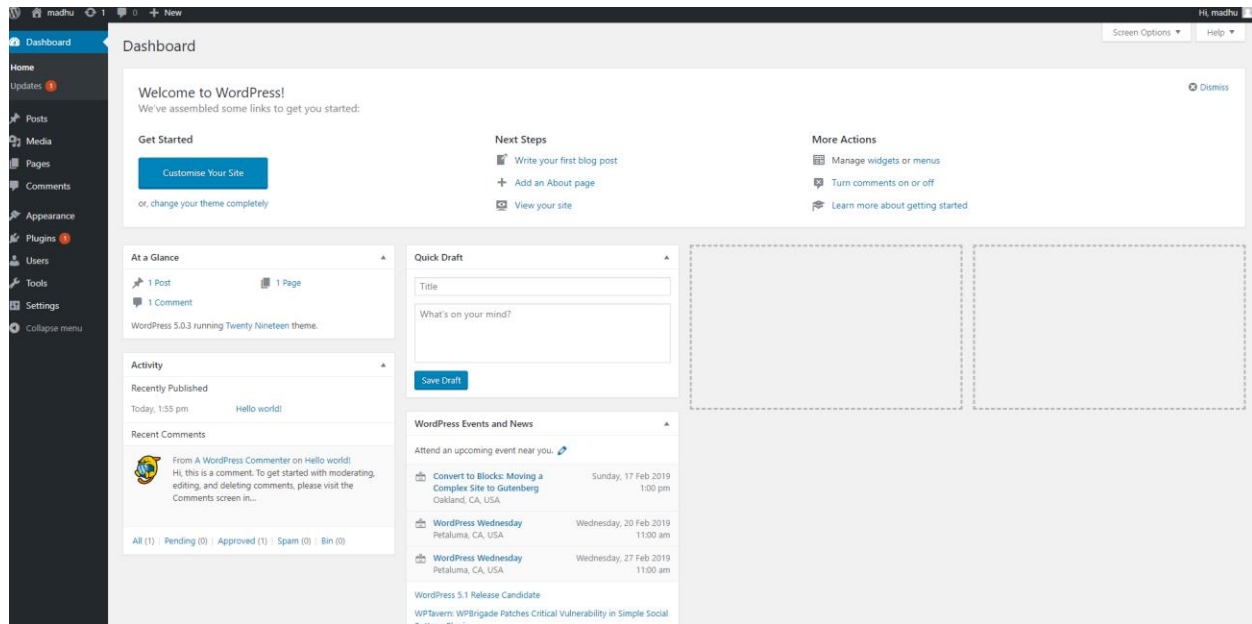 madhu 1 0 + New
Hi, madhu
Screen Options ▼
Help ▼
Dashboard
Home
Updates 1
Posts
Media
Pages
Comments
Appearance
Plugins 1
Users
Tools
Settings
Collapse menu
Dashboard
Welcome to WordPress!
We've assembled some links to get you started:
Dismiss
Get Started
Customise Your Site
or, change your theme completely
Next Steps
Write your first blog post
Add an About page
View your site
More Actions
Manage widgets or menus
Turn comments on or off
Learn more about getting started
At a Glance
1 Post
1 Page
1 Comment
WordPress 5.0.3 running Twenty Nineteen theme.
Activity
Recently Published
Today, 1:55 pm Hello world!
Recent Comments
From A WordPress Commenter on Hello world!
Hi, this is a comment. To get started with moderating,
editing, and deleting comments, please visit the
Comments screen in...
All (1) | Pending (0) | Approved (1) | Spam (0) | Bin (0)
Quick Draft
Title
What's on your mind?
Save Draft
WordPress Events and News
Attend an upcoming event near you.
Convert to Blocks: Moving a
Complex Site to Gutenberg
Oakland, CA, USA
Sunday, 17 Feb 2019
1:00 pm
WordPress Wednesday
Petaluma, CA, USA
Wednesday, 20 Feb 2019
11:00 am
WordPress Wednesday
Petaluma, CA, USA
Wednesday, 27 Feb 2019
11:00 am
WordPress 5.1 Release Candidate
WPTavern: WPBrigade Patches Critical Vulnerability in Simple Social